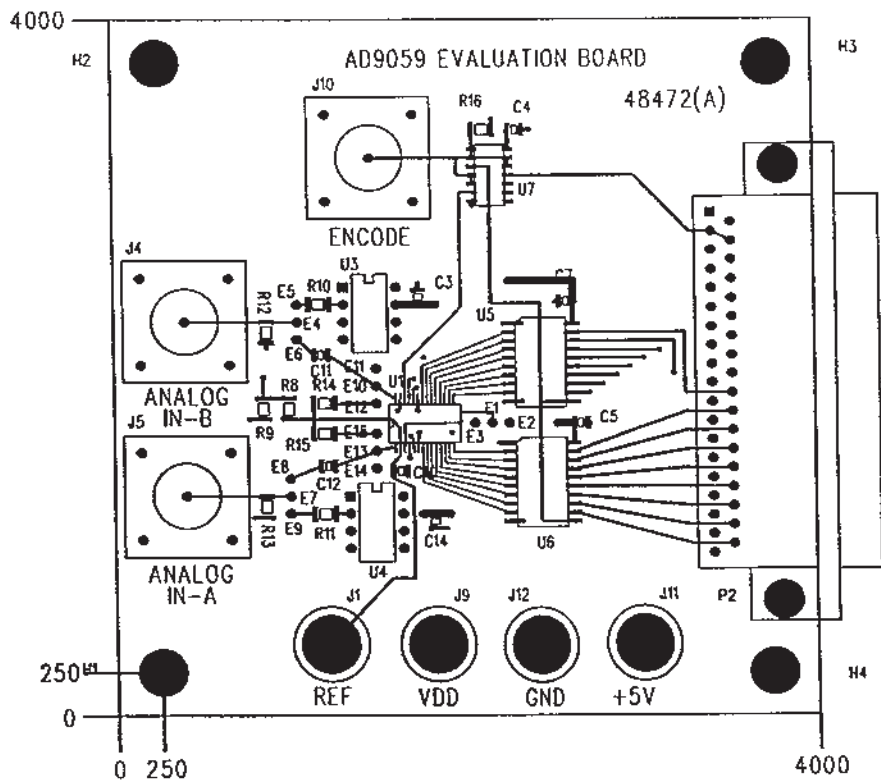 4000
H2
AD9059 EVALUATION BOARD
H3
J10
48472(A)
R16
C4
U7
ENCODE
J4
U3
C3
C7
E5
R10
R12
E4
U5
E6
C11
E11
U1
ANALOG
IN-B
R8
R14
E10
E12
E1
J5
R9
R15
E15
E3
E2
C5
E13
E8
C12
E14
E7
R13
E9
R11
C14
U6
U4
ANALOG
IN-A
J1
J9
J12
J11
P2
250
H1
H4
REF
VDD
GND
+5V
0
0
250
4000